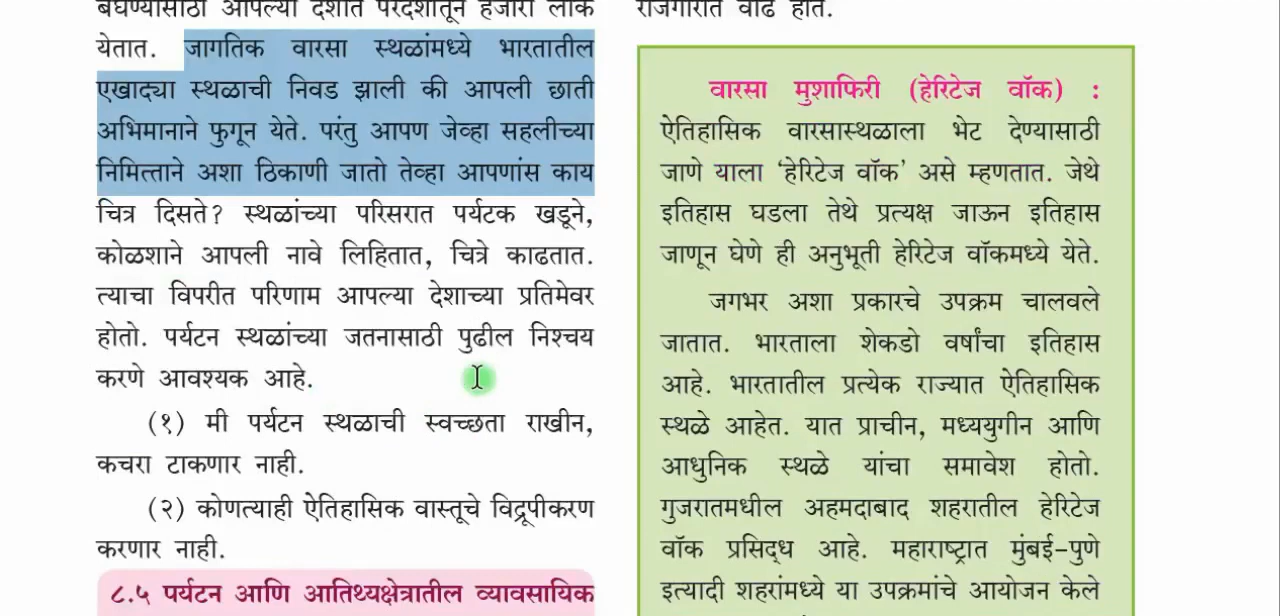 बघण्यासाठी आपल्या देशात परदेशातून हजारो लोक
येतात. जागतिक वारसा स्थळांमध्ये भारतातील
एखाद्या स्थळाची निवड झाली की आपली छाती
अभिमानाने फुगून येते. परंतु आपण जेव्हा सहलीच्या
निमित्ताने अशा ठिकाणी जातो तेव्हा आपणांस काय
चित्र दिसते? स्थळांच्या परिसरात पर्यटक खडूने,
कोळशाने आपली नावे लिहितात, चित्रे काढतात.
त्याचा विपरीत परिणाम आपल्या देशाच्या प्रतिमेवर
होतो. पर्यटन स्थळांच्या जतनासाठी पुढील निश्चय
करणे आवश्यक आहे.
(१) मी पर्यटन स्थळाची स्वच्छता राखीन,
कचरा टाकणार नाही.
(२) कोणत्याही ऐतिहासिक वास्तूचे विद्रूपीकरण
करणार नाही.
८.५ पर्यटन आणि आतिथ्यक्षेत्रातील व्यावसायिक
रोजगारात वाढ होते.
वारसा मुशाफिरी (हेरिटेज वॉक) :
ऐतिहासिक वारसास्थळाला भेट देण्यासाठी
जाणे याला ‘हेरिटेज वॉक’ असे म्हणतात. जेथे
इतिहास घडला तेथे प्रत्यक्ष जाऊन इतिहास
जाणून घेणे ही अनुभूती हेरिटेज वॉकमध्ये येते.
जगभर अशा प्रकारचे उपक्रम चालवले
जातात. भारताला शेकडो वर्षांचा इतिहास
आहे. भारतातील प्रत्येक राज्यात ऐतिहासिक
स्थळे आहेत. यात प्राचीन, मध्ययुगीन आणि
आधुनिक स्थळे यांचा समावेश होतो.
गुजरातमधील अहमदाबाद शहरातील हेरिटेज
वॉक प्रसिद्ध आहे. महाराष्ट्रात मुंबई-पुणे
इत्यादी शहरांमध्ये या उपक्रमांचे आयोजन केले